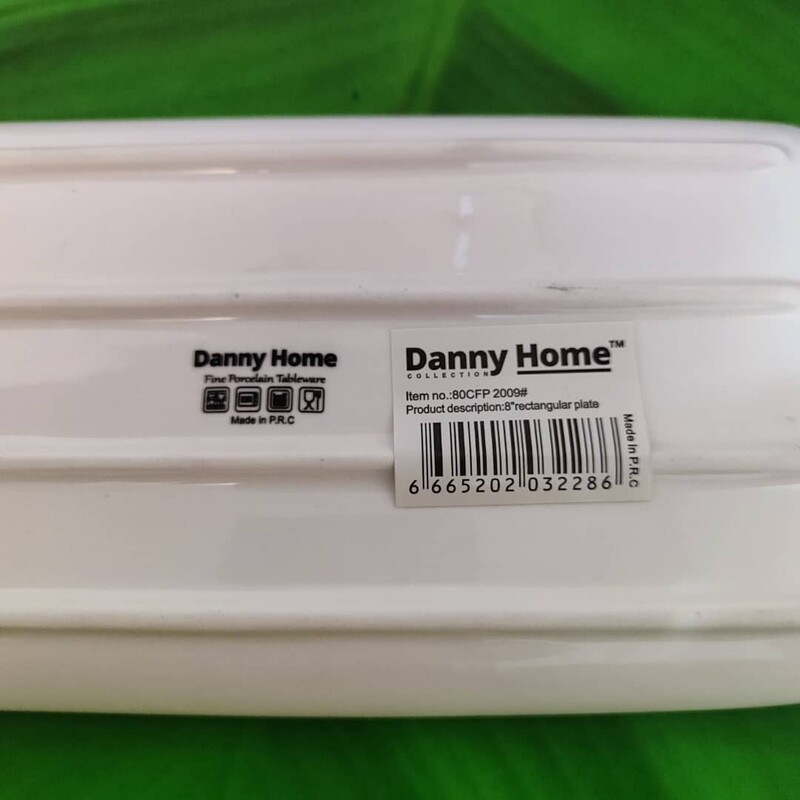 Danny Home
Fine Porcelain Tableware
Made in P.R.C
Danny Home™
COLLECTION
Item no.:80CFP 2009#
Product description:8"rectangular plate
Made in P.R.C
6 665202 032286